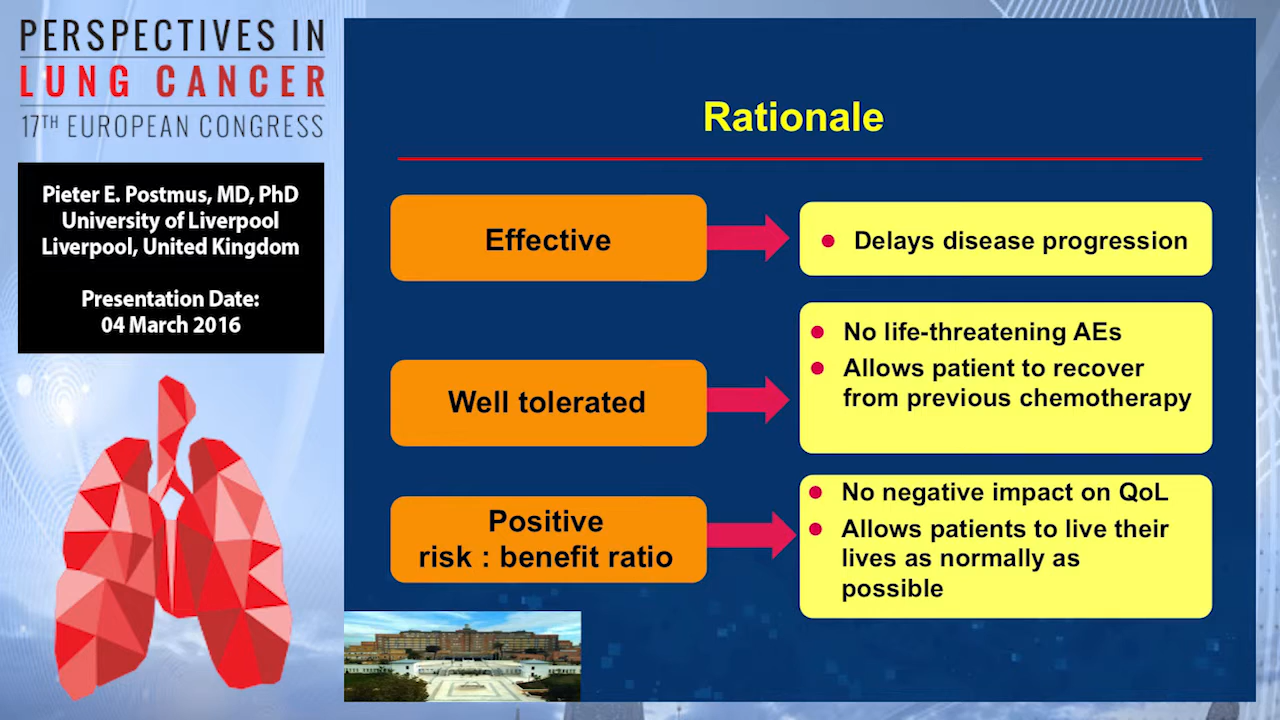 PERSPECTIVES IN
LUNG CANCER
17TH EUROPEAN CONGRESS
Pieter E. Postmus, MD, PhD
University of Liverpool
Liverpool, United Kingdom
Presentation Date:
04 March 2016
Rationale
Effective
• Delays disease progression
Well tolerated
• No life-threatening AEs
• Allows patient to recover
from previous chemotherapy
Positive
risk : benefit ratio
• No negative impact on QoL
• Allows patients to live their
lives as normally as
possible